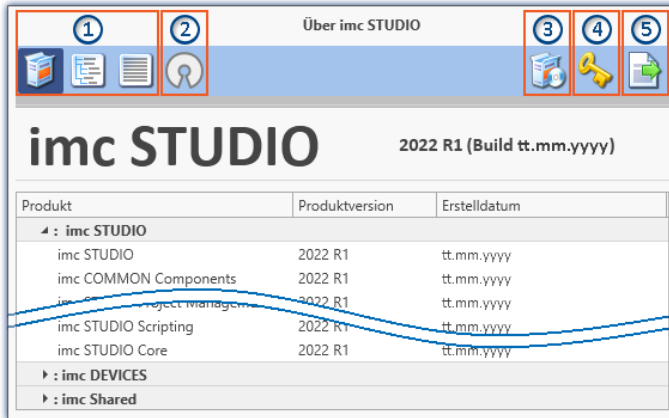 1 2 Über imc STUDIO 3 4 5
imc STUDIO 2022 R1 (Build tt.mm.yyyy)
Produkt Produktversion Erstelldatum
: imc STUDIO
imc STUDIO 2022 R1 tt.mm.yyyy
imc COMMON Components 2022 R1 tt.mm.yyyy
2022 R1 tt.mm.yyyy
imc STUDIO Scripting 2022 R1 tt.mm.yyyy
imc STUDIO Core 2022 R1 tt.mm.yyyy
: imc DEVICES
: imc Shared